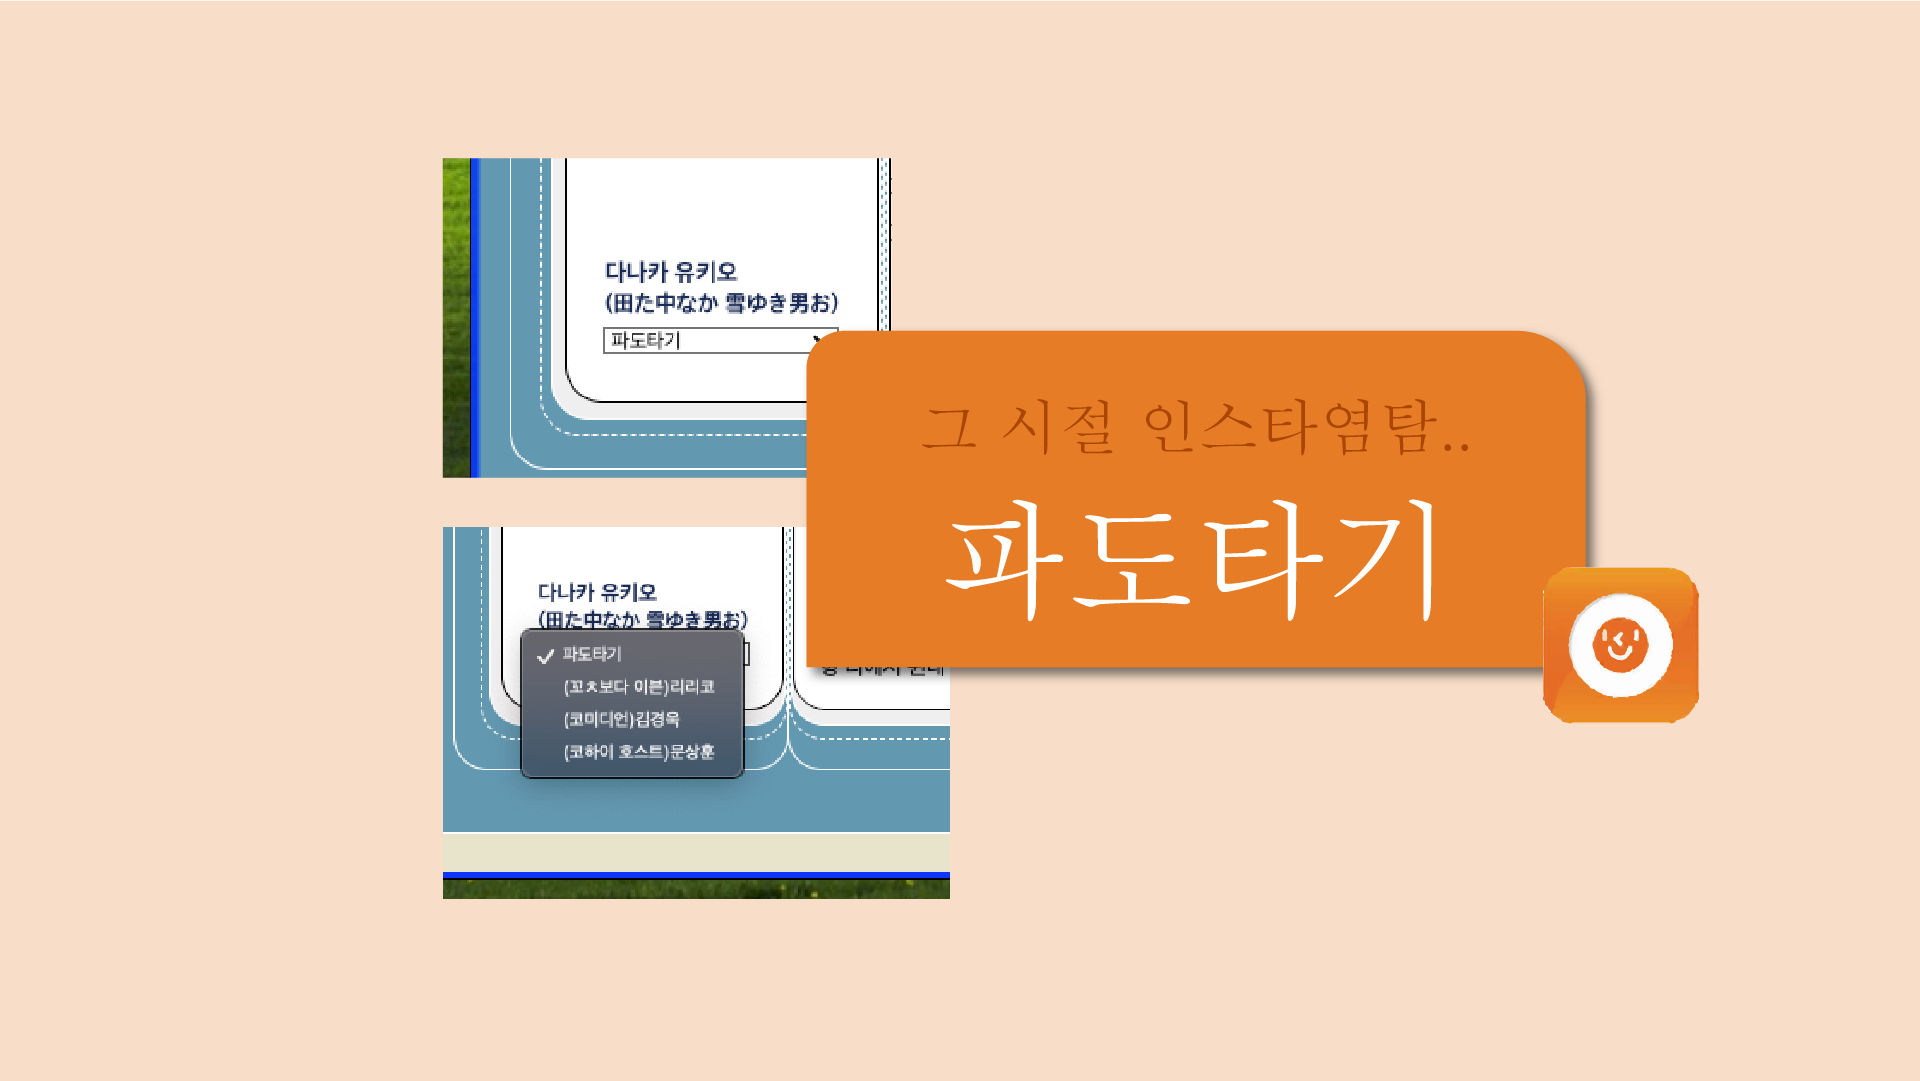 다나카 유키오
(田た中なか 雪ゆき男お)
파도타기
그 시절 인스타염탐..
파도타기
다나카 유키오
(田た中なか 雪ゆき男お)
파도타기
(꼬ㅊ보다 이쁜)리리코
(코미디언)김경욱
(코하이 호스트)문상훈